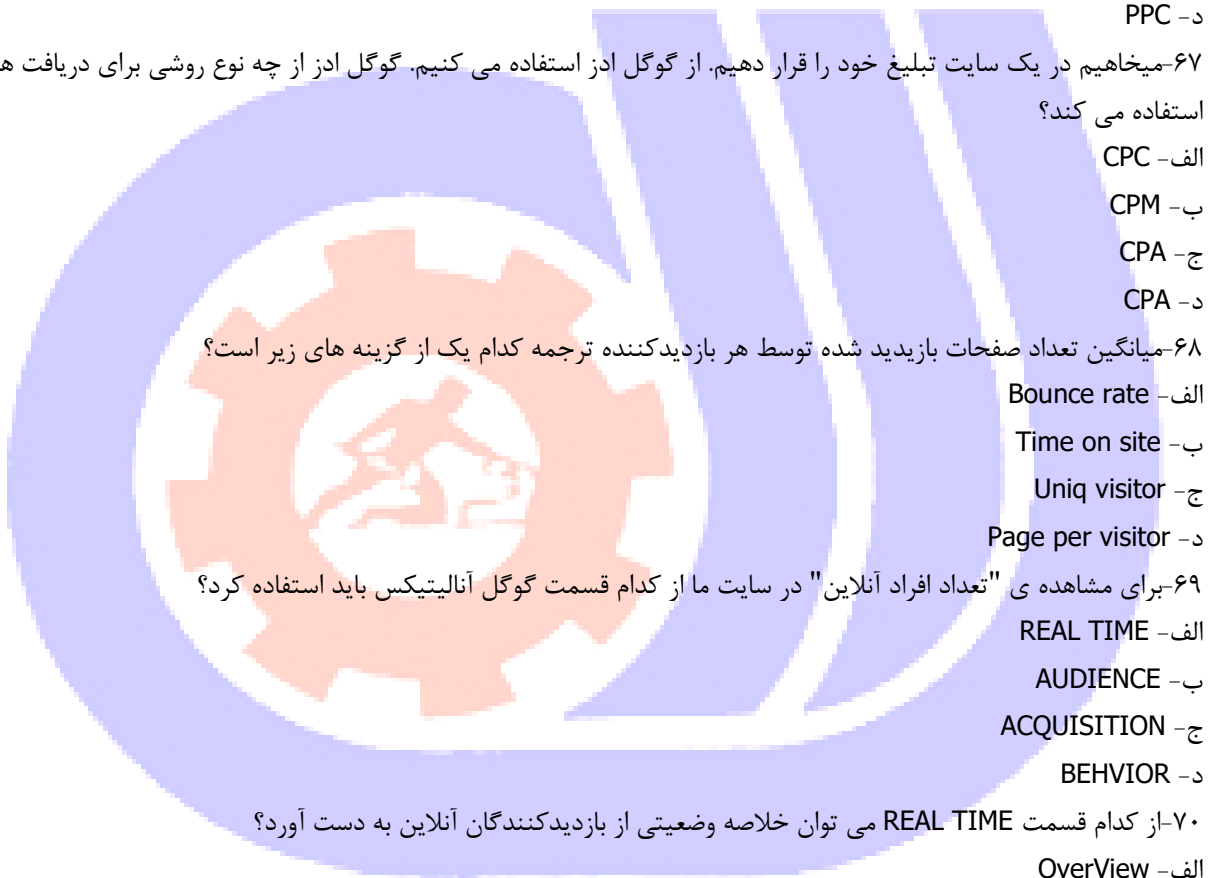 د- PPC
۶۷-میخاهیم در یک سایت تبلیغ خود را قرار دهیم. از گوگل ادز استفاده می کنیم. گوگل ادز از چه نوع روشی برای دریافت
استفاده می کند؟
الف- CPC
ب- CPM
ج- CPA
د- CPA
۶۸-میانگین تعداد صفحات بازیدید شده توسط هر بازدیدکننده ترجمه کدام یک از گزینه های زیر است؟
الف- Bounce rate
ب- Time on site
ج- Uniq visitor
د- Page per visitor
۶۹-برای مشاهده ی "تعداد افراد آنلاین" در سایت ما از کدام قسمت گوگل آنالیتیکس باید استفاده کرد؟
الف- REAL TIME
ب- AUDIENCE
ج- ACQUISITION
د- BEHVIOR
۷۰-از کدام قسمت REAL TIME می توان خلاصه وضعیتی از بازدیدکنندگان آنلاین به دست آورد؟
الف- OverView